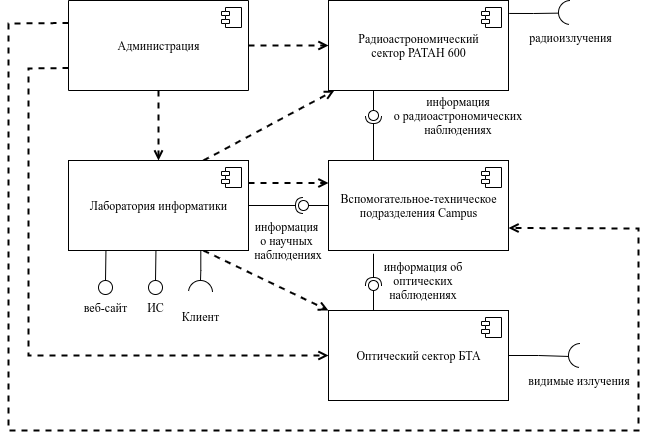 Администрация
Радиоастрономический
сектор РАТАН 600
радиоизлучения
информация
о радиоастрономических
наблюдениях
Лаборатория информатики
Вспомогательное-техническое
подразделения Campus
информация
о научных
наблюдениях
веб-сайт
ИС
Клиент
информация об
оптических
наблюдениях
Оптический сектор БТА
видимые излучения